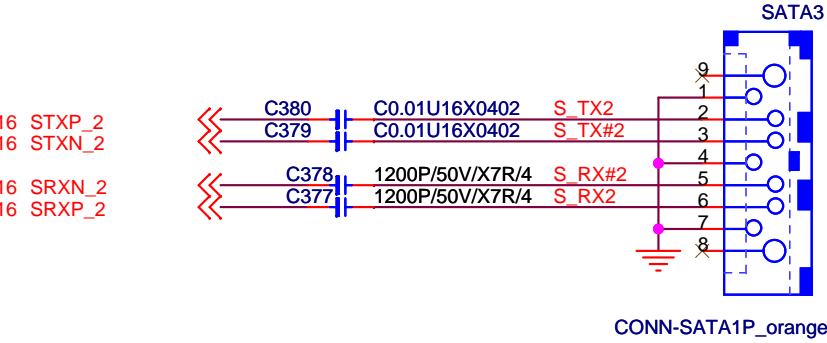 SATA3
9
C380 C0.01U16X0402 S_TX2 1
16 STXP_2 2
C379 C0.01U16X0402 S_TX#2
16 STXN_2 3
4
C378 1200P/50V/X7R/4 S_RX#2
16 SRXN_2 5
C377 1200P/50V/X7R/4 S_RX2
16 SRXP_2 6
7
8
CONN-SATA1P_orange